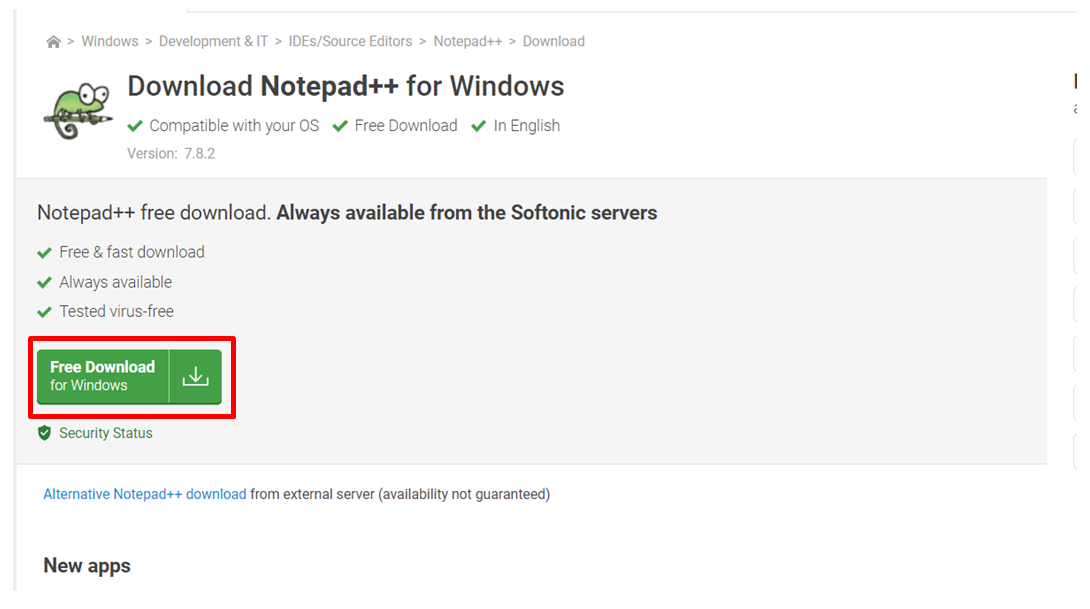 > Windows > Development & IT > IDEs/Source Editors > Notepad++ > Download
Download Notepad++ for Windows
Compatible with your OS Free Download In English
Version: 7.8.2
Notepad++ free download. Always available from the Softonic servers
Free & fast download
Always available
Tested virus-free
Free Download
for Windows
Security Status
Alternative Notepad++ download from external server (availability not guaranteed)
New apps